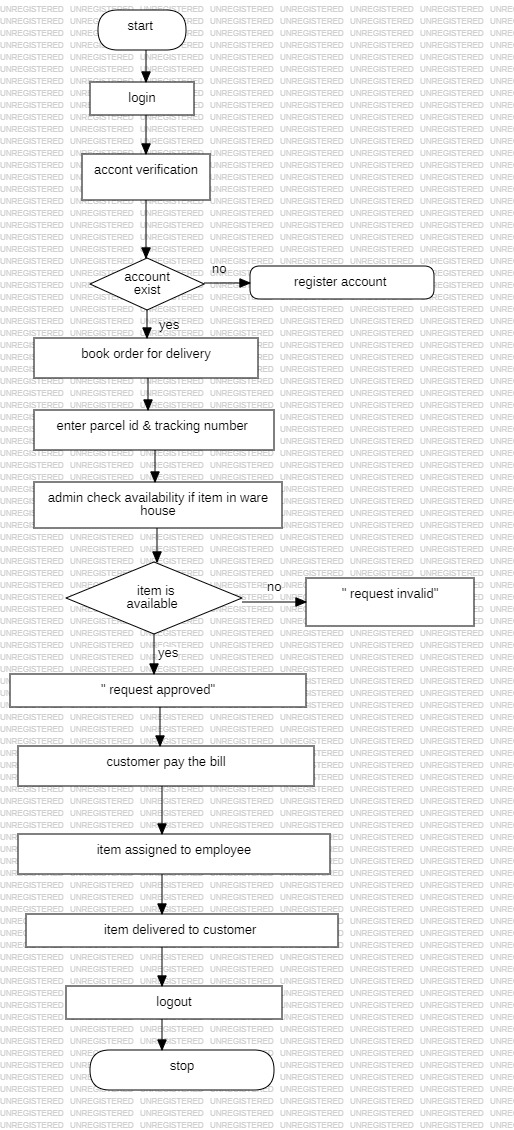 start
login
accont verification
account
exist
no
register account
yes
book order for delivery
enter parcel id & tracking number
admin check availability if item in ware
house
item is
available
no
" request invalid"
yes
" request approved"
customer pay the bill
item assigned to employee
item delivered to customer
logout
stop
UNREGISTERED